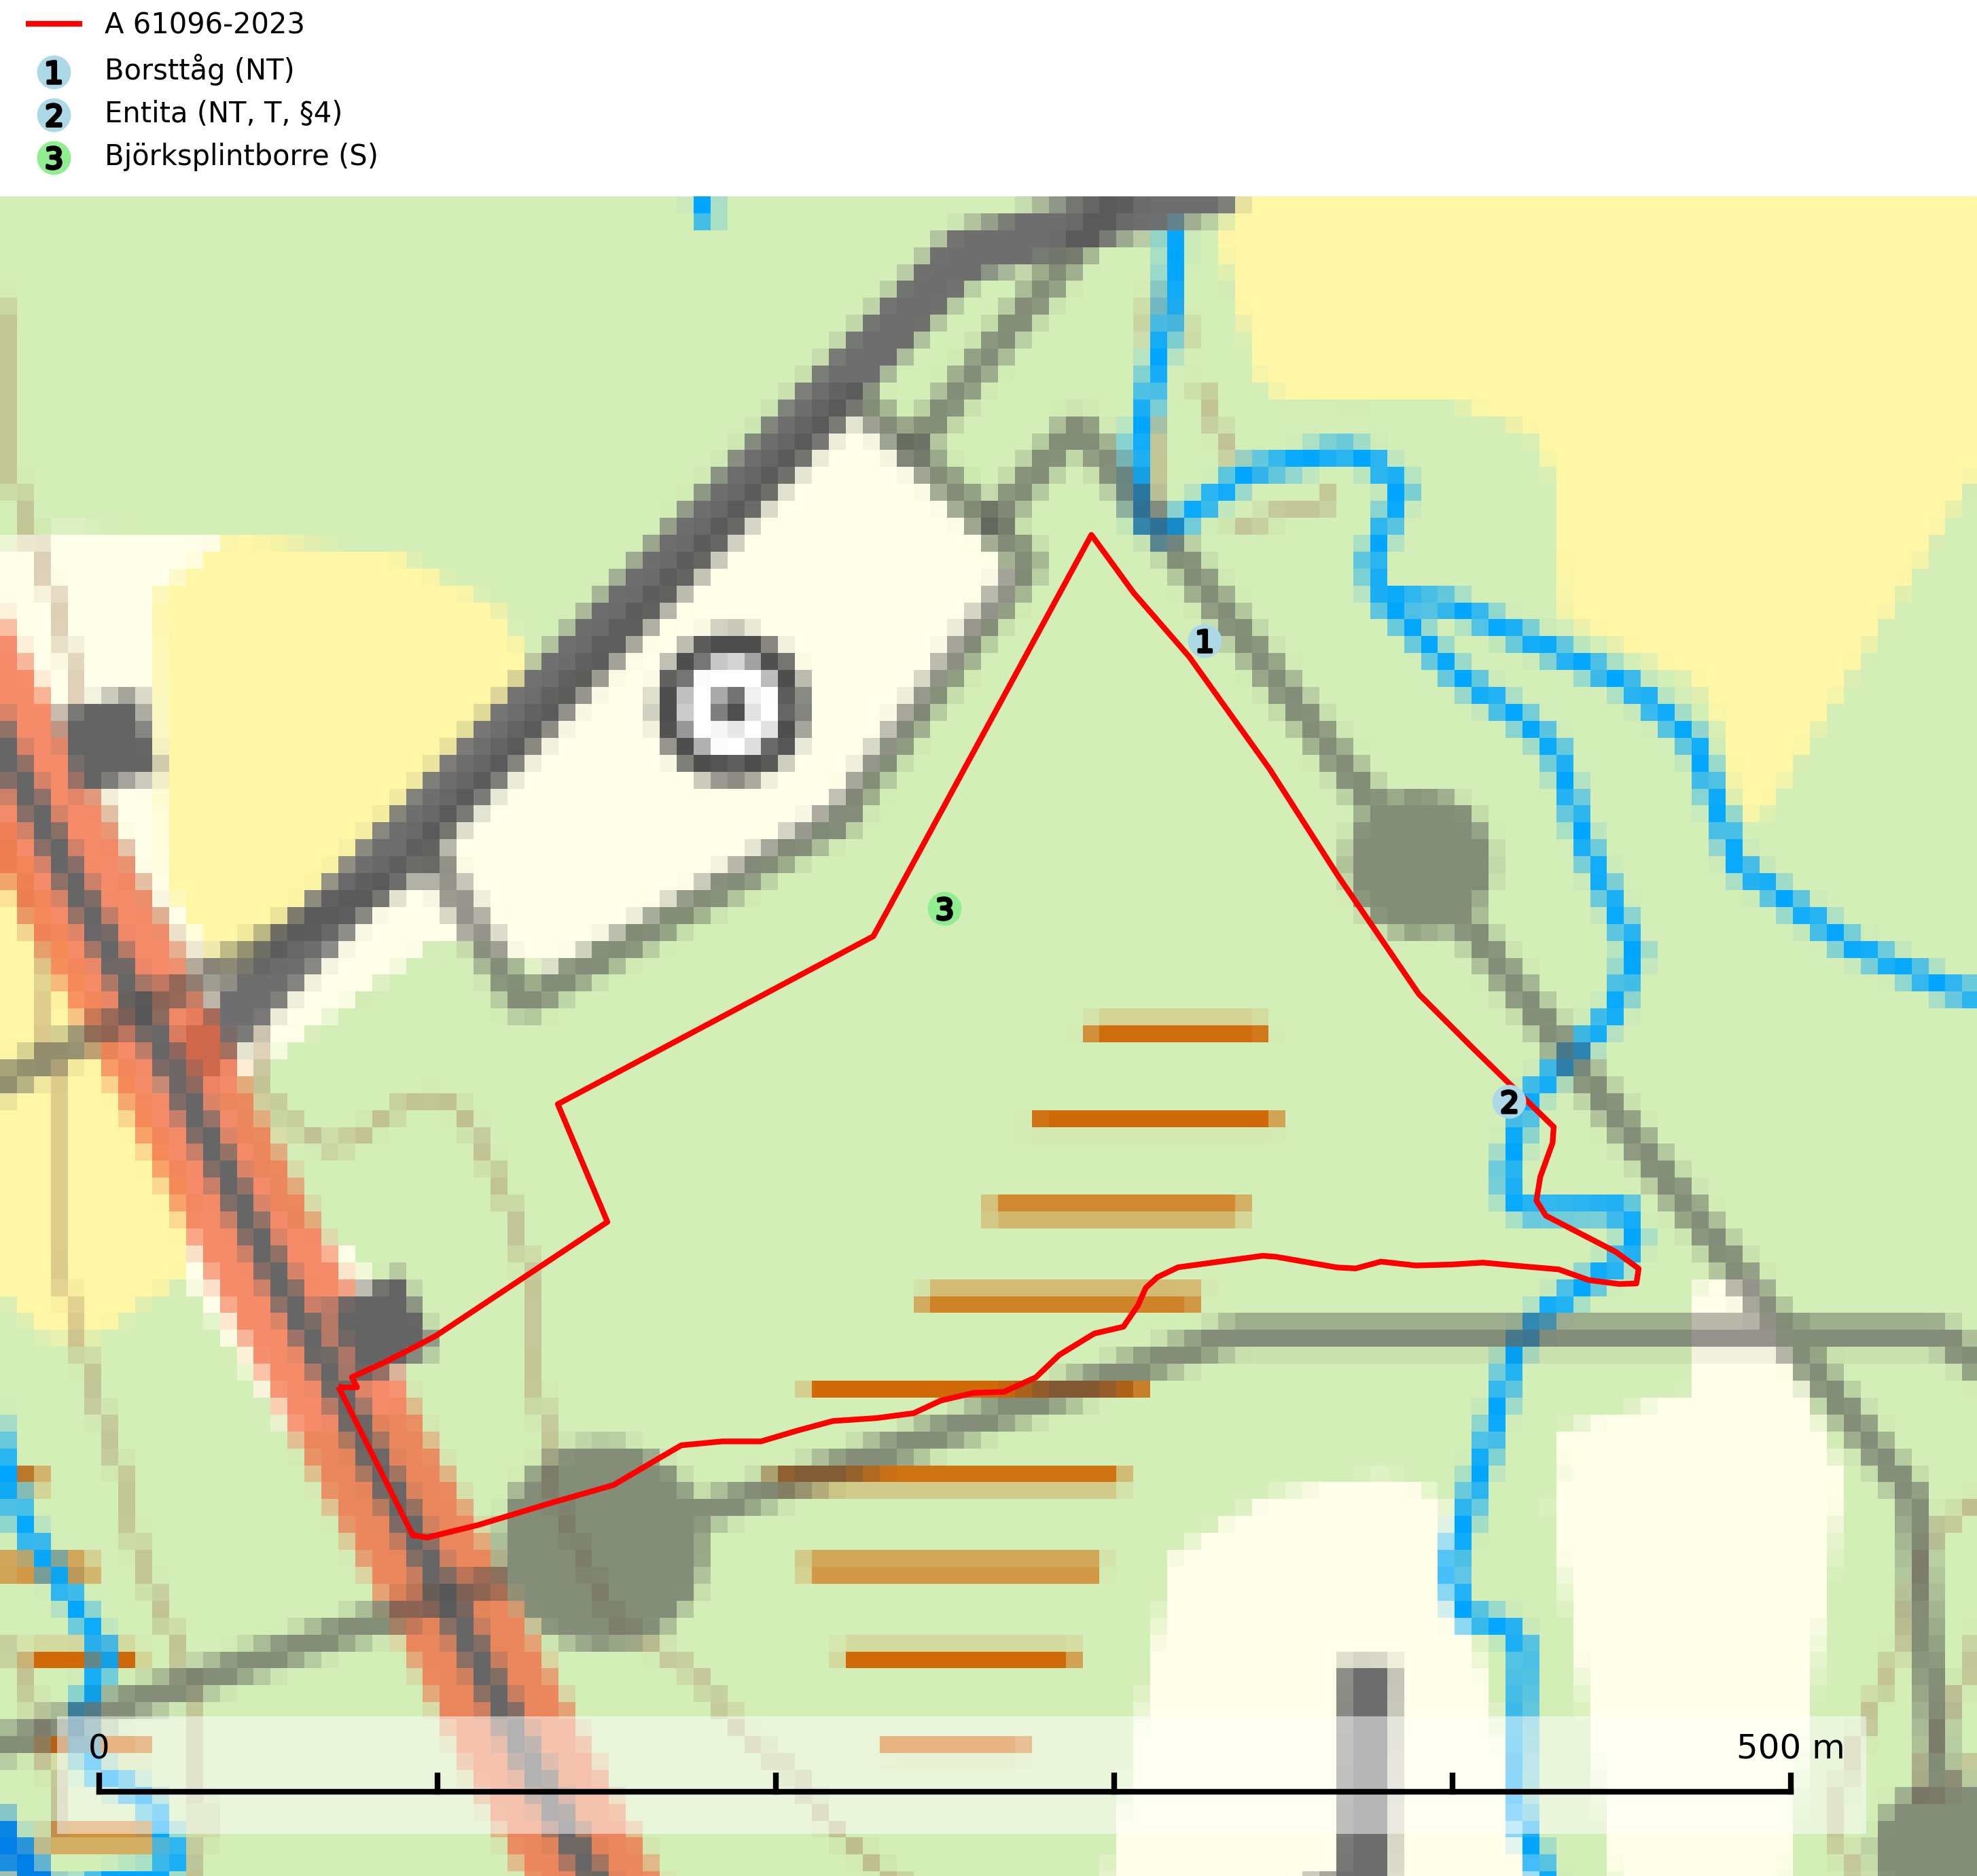 A 61096-2023
1 Borsttåg (NT)
2 Entita (NT, T, §4)
3 Björksplintborre (S)
1
3
2
0 500 m